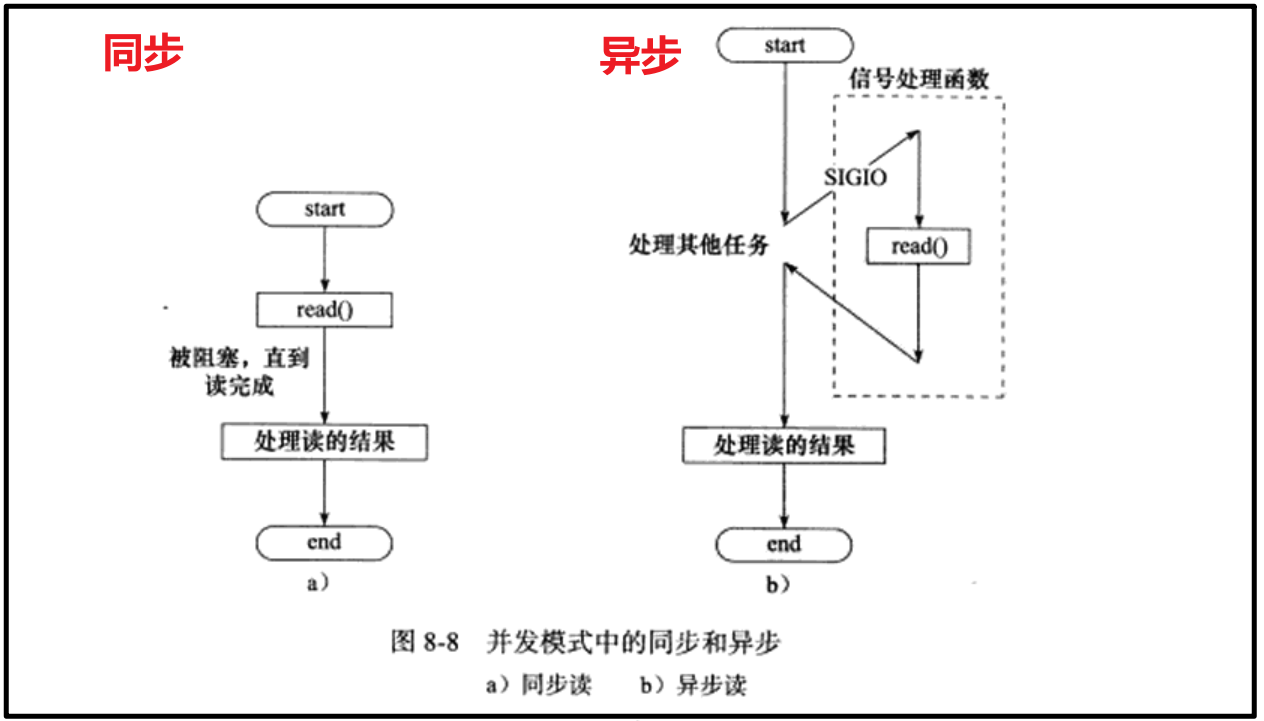 同步
start
read()
被阻塞，直到
读完成
处理读的结果
end
a）
异步
start
信号处理函数
SIGIO
处理其他任务
read()
处理读的结果
end
b）
图 8-8 并发模式中的同步和异步
a）同步读 b）异步读